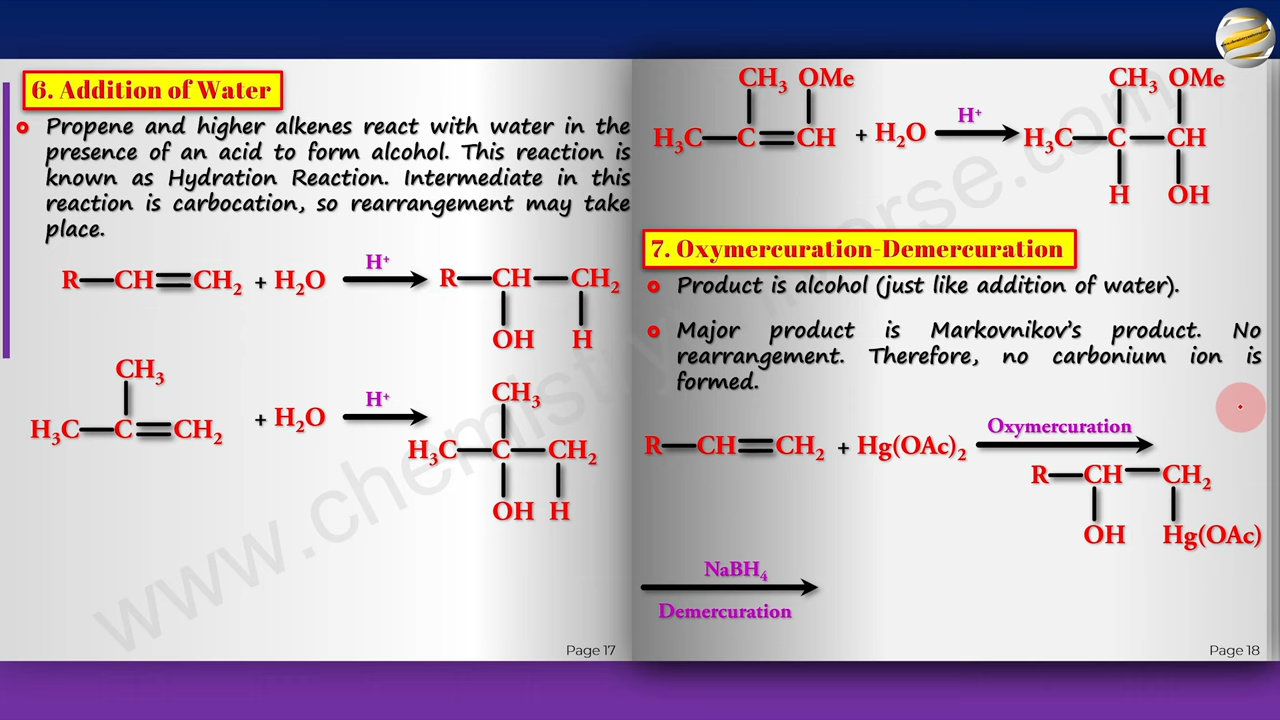 6. Addition of Water
Propene and higher alkenes react with water in the
presence of an acid to form alcohol. This reaction is
known as Hydration Reaction. Intermediate in this
reaction is carbocation, so rearrangement may take
place.
R—CH=CH₂ + H₂O H⁺ R—CH—CH₂
OH H
CH₃
H₃C—C=CH₂ + H₂O H⁺
CH₃
H₃C—C—CH₂
OH H
Page 17
CH₃ OMe CH₃ OMe
H₃C—C=CH + H₂O H⁺ H₃C—C—CH
H OH
7. Oxymercuration-Demercuration
Product is alcohol (just like addition of water).
Major product is Markovnikov's product. No
rearrangement. Therefore, no carbonium ion is
formed.
R—CH=CH₂ + Hg(OAc)₂ Oxymercuration
R—CH—CH₂
OH Hg(OAc)
NaBH₄
Demercuration
Page 18
www.chemistry